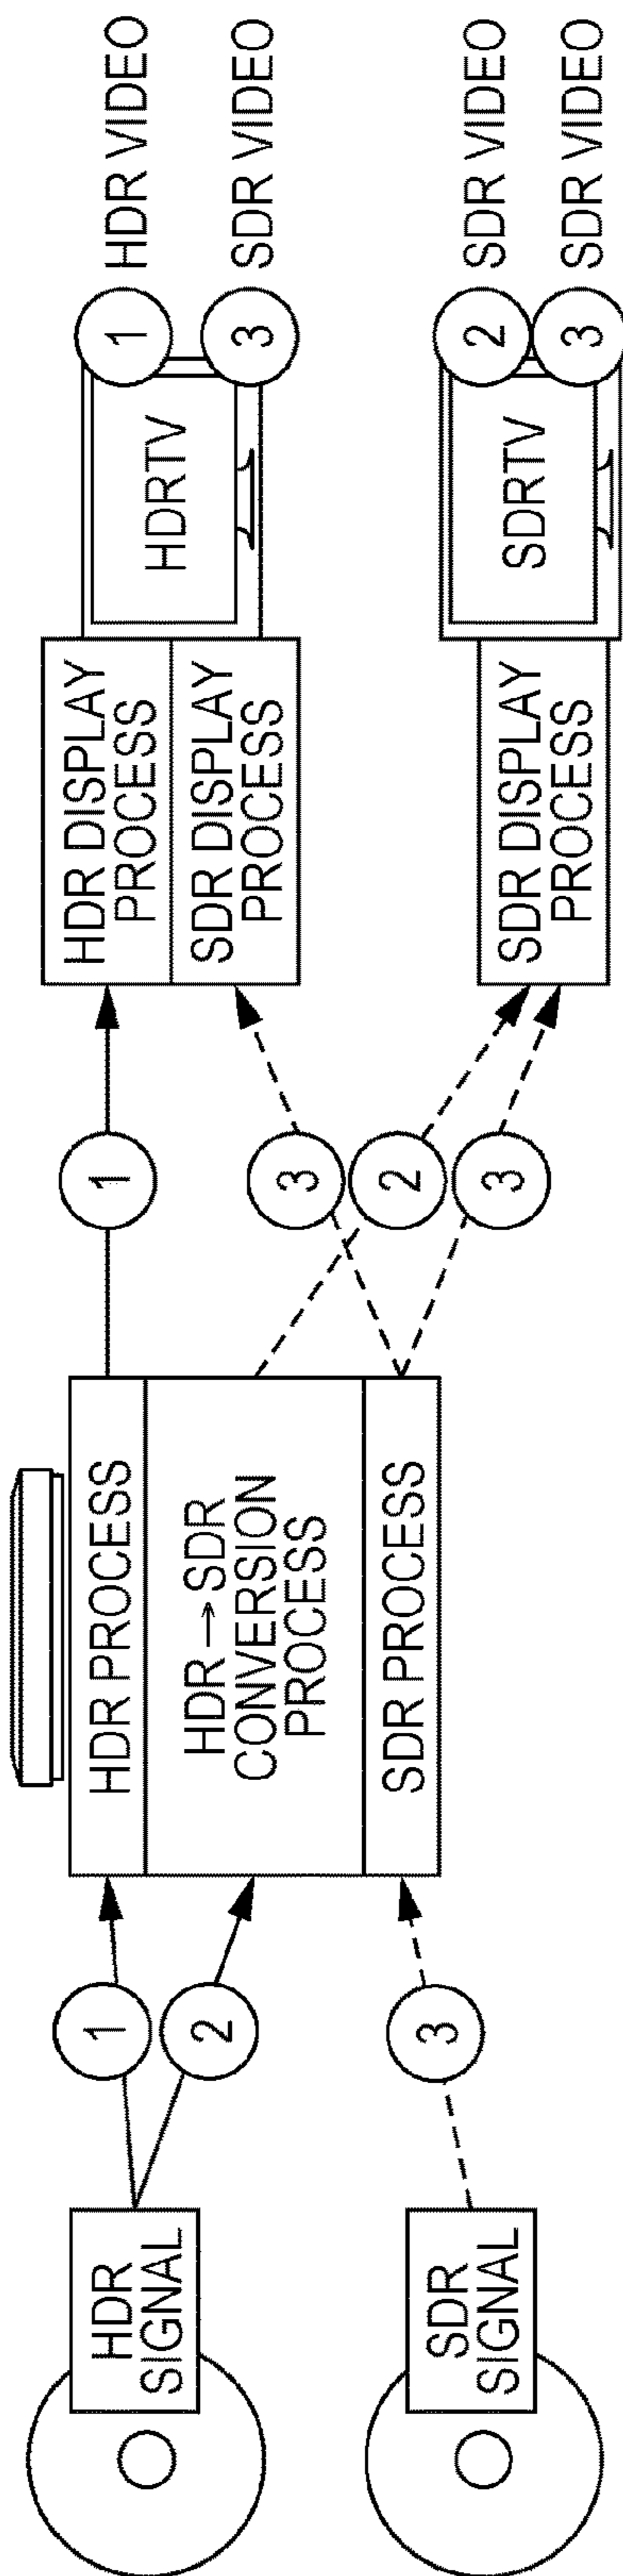 HDR
SIGNAL
1
2
SDR
SIGNAL
3
HDR PROCESS
HDR→SDR
CONVERSION
PROCESS
SDR PROCESS
1
3
2
3
HDR DISPLAY
PROCESS
SDR DISPLAY
PROCESS
HDRTV
1
HDR VIDEO
3
SDR VIDEO
SDR DISPLAY
PROCESS
SDRTV
2
SDR VIDEO
3
SDR VIDEO